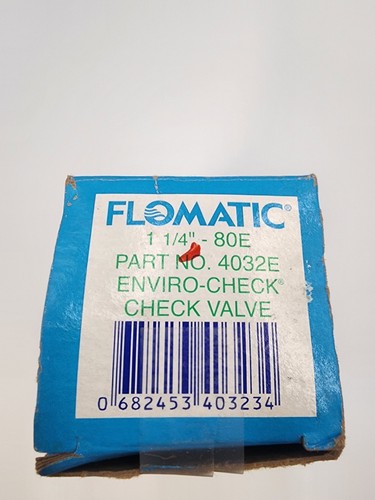 FLOMATIC®
1 1/4" - 80E
PART NO. 4032E
ENVIRO-CHECK®
CHECK VALVE
0 682453 403234